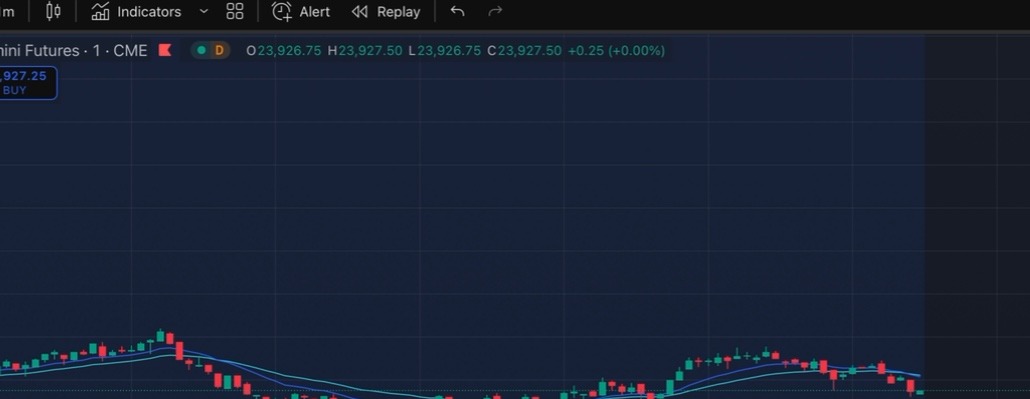 Indicators Alert Replay
Futures · 1 · CME D O23,926.75 H23,927.50 L23,926.75 C23,927.50 +0.25 (+0.00%)
,927.25
BUY